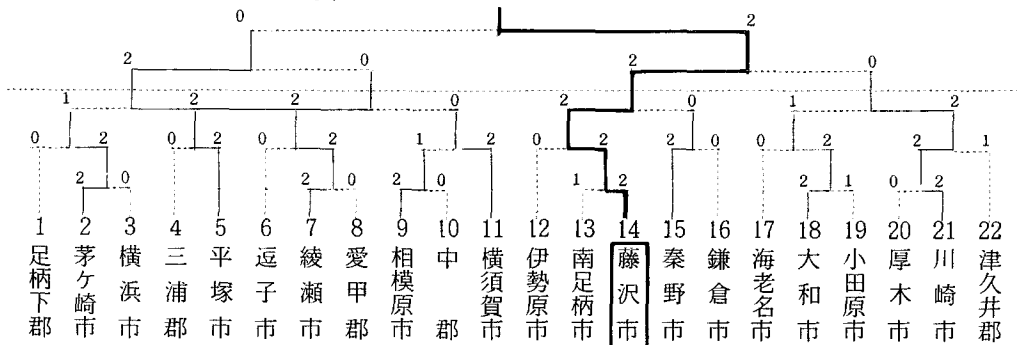 0 2
2 0 2 0
1 2 2 0 2 0 1 2
0 2 0 2 0 2 1 2 0 2 2 0 0 2 2 1
2 0 2 0 2 0 1 2 2 1 0 2
1 足柄下郡
2 茅ケ崎市
3 横浜市
4 三浦郡
5 平塚市
6 逗子市
7 綾瀬市
8 愛甲郡
9 相模原市
10 中郡
11 横須賀市
12 伊勢原市
13 南足柄市
14 藤沢市
15 秦野市
16 鎌倉市
17 海老名市
18 大和市
19 小田原市
20 厚木市
21 川崎市
22 津久井郡